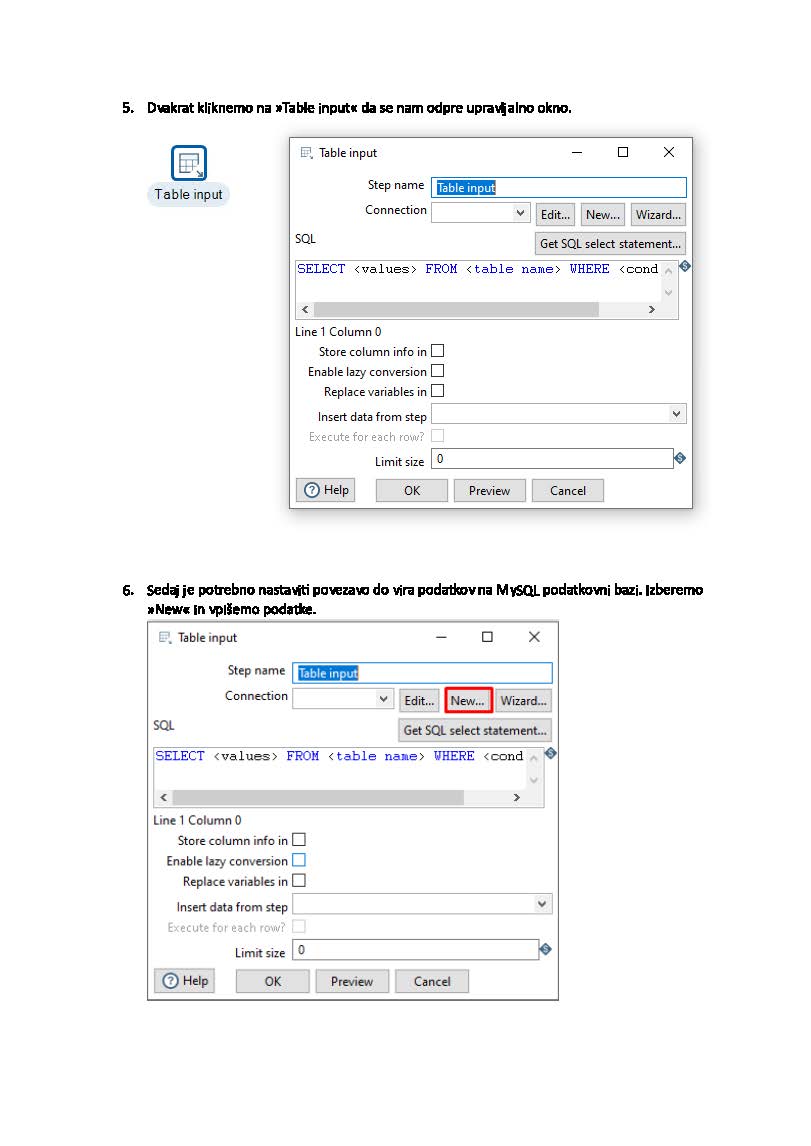 5. Dvakrat kliknemo na »Table input« da se nam odpre upravljalno okno.
Table input
Table input
Step name Table input
Connection Edit... New... Wizard...
SQL Get SQL select statement...
SELECT <values> FROM <table name> WHERE <cond
Line 1 Column 0
Store column info in
Enable lazy conversion
Replace variables in
Insert data from step
Execute for each row?
Limit size 0
Help OK Preview Cancel
6. Sedaj je potrebno nastaviti povezavo do vira podatkov na MySQL podatkovni bazi. Izberemo
»New« in vpišemo podatke.
Table input
Step name Table input
Connection Edit... New... Wizard...
SQL Get SQL select statement...
SELECT <values> FROM <table name> WHERE <cond
Line 1 Column 0
Store column info in
Enable lazy conversion
Replace variables in
Insert data from step
Execute for each row?
Limit size 0
Help OK Preview Cancel